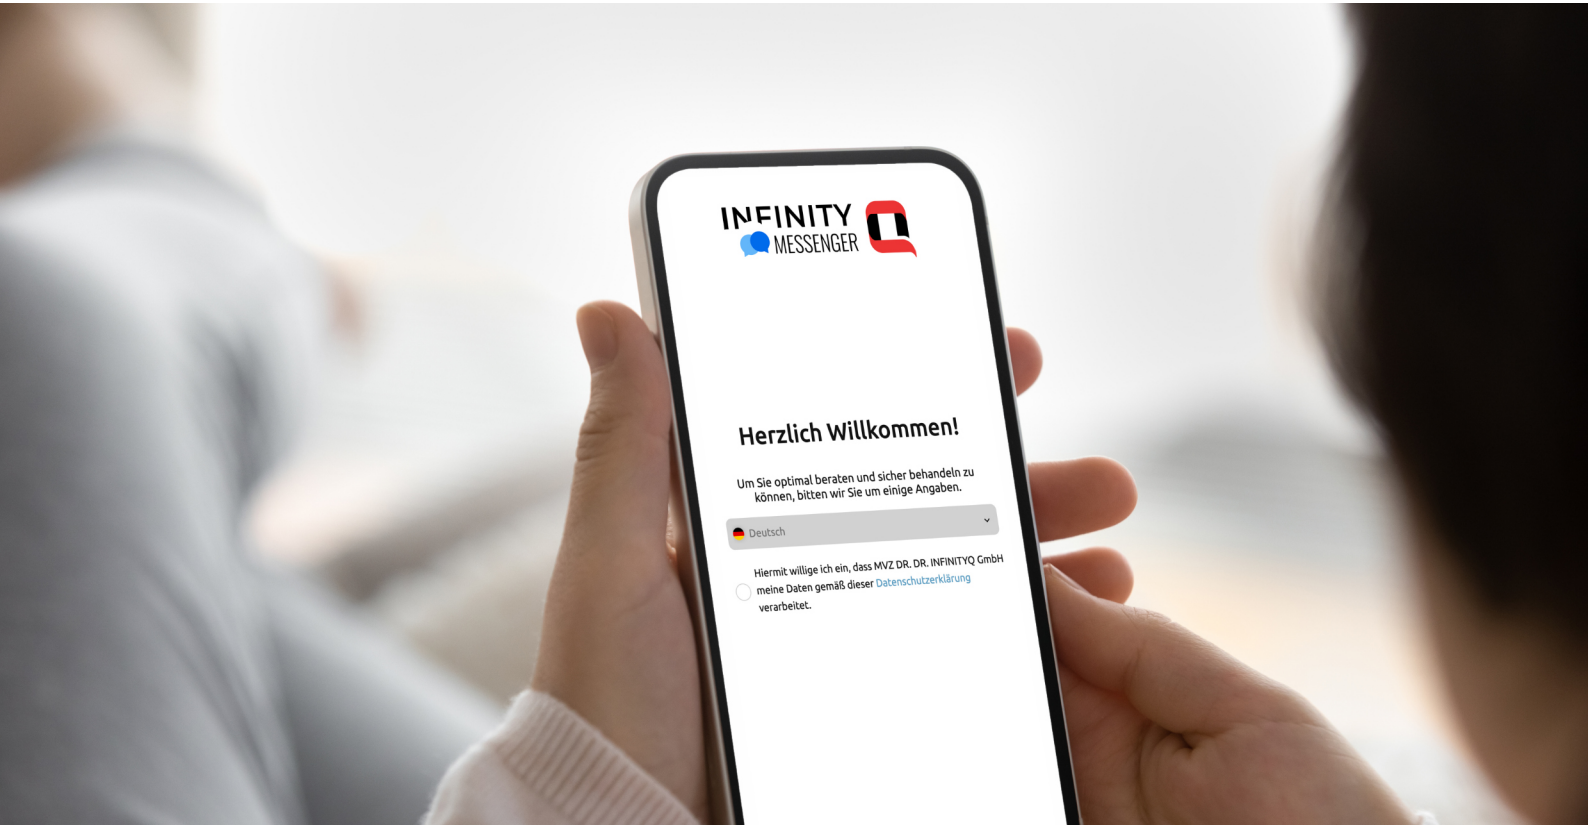 INFINITY
MESSENGER
Herzlich Willkommen!
Um Sie optimal beraten und sicher behandeln zu
können, bitten wir Sie um einige Angaben.
Deutsch
Hiermit willige ich ein, dass MVZ DR. DR. INFINITYQ GmbH
meine Daten gemäß dieser Datenschutzerklärung
verarbeitet.